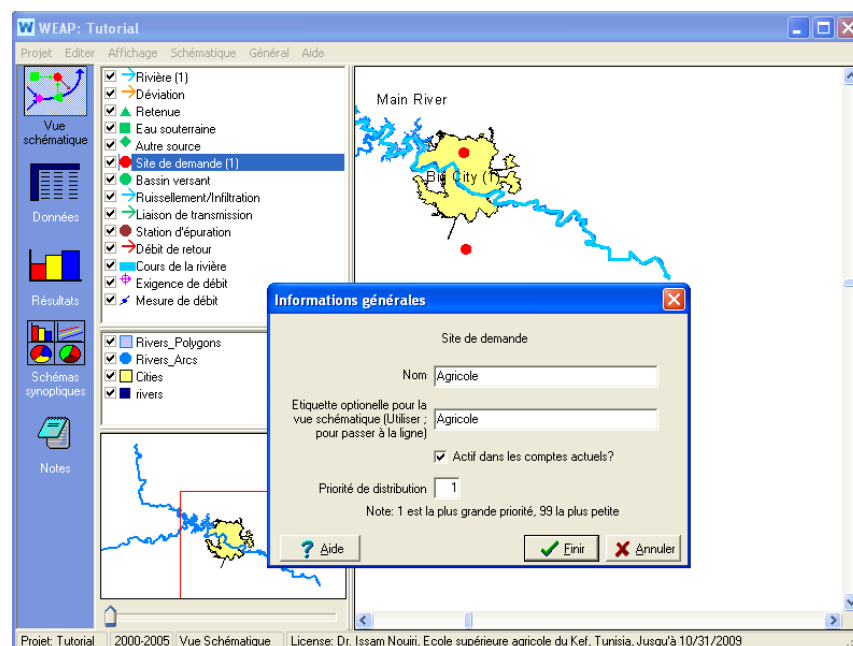 WEAP: Tutorial
Projet Editer Affichage Schématique Général Aide
Vue schématique
Données
Résultats
Schémas synoptiques
Notes
Rivière (1)
Déviation
Retenue
Eau souterraine
Autre source
Site de demande (1)
Bassin versant
Ruissellement/Infiltration
Liaison de transmission
Station d'épuration
Débit de retour
Cours de la rivière
Exigence de débit
Mesure de débit
Rivers_Polygons
Rivers_Arcs
Cities
rivers
Main River
Big City (1)
Informations générales
Site de demande
Nom Agricole
Etiquette optionelle pour la
vue schématique (Utiliser ;
pour passer à la ligne)
Agricole
Actif dans les comptes actuels?
Priorité de distribution 1
Note: 1 est la plus grande priorité, 99 la plus petite
Aide Finir Annuler
Projet: Tutorial 2000-2005 Vue Schématique License: Dr. Issam Nouiri, Ecole supérieure agricole du Kef, Tunisia, Jusqu'à 10/31/2009